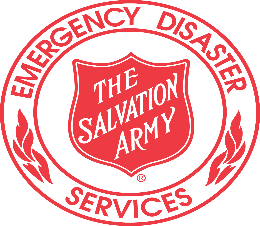 EMERGENCY DISASTER
THE
SALVATION
ARMY
®
SERVICES